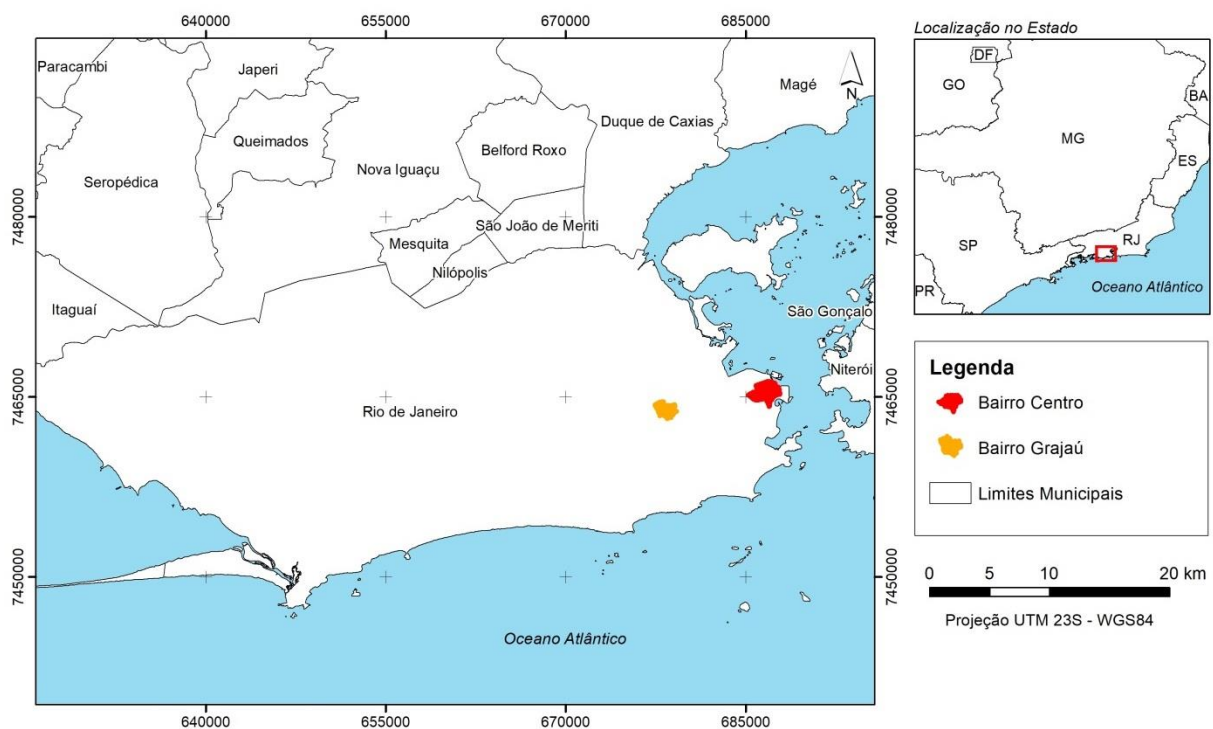 640000 655000 670000 685000
Localização no Estado
Paracambi
Japeri
Magé
N
DF
GO
BA
Duque de Caxias
Queimados
Belford Roxo
MG
Nova Iguaçu
ES
Seropédica
7480000
São João de Meriti
7480000
Mesquita
RJ
SP
Nilópolis
PR
Oceano Atlântico
Itaguaí
São Gonçalo
Niterói
Legenda
7465000
Rio de Janeiro
7465000
Bairro Centro
Bairro Grajaú
Limites Municipais
7450000
7450000
0 5 10 20 km
Projeção UTM 23S - WGS84
Oceano Atlântico
640000 655000 670000 685000